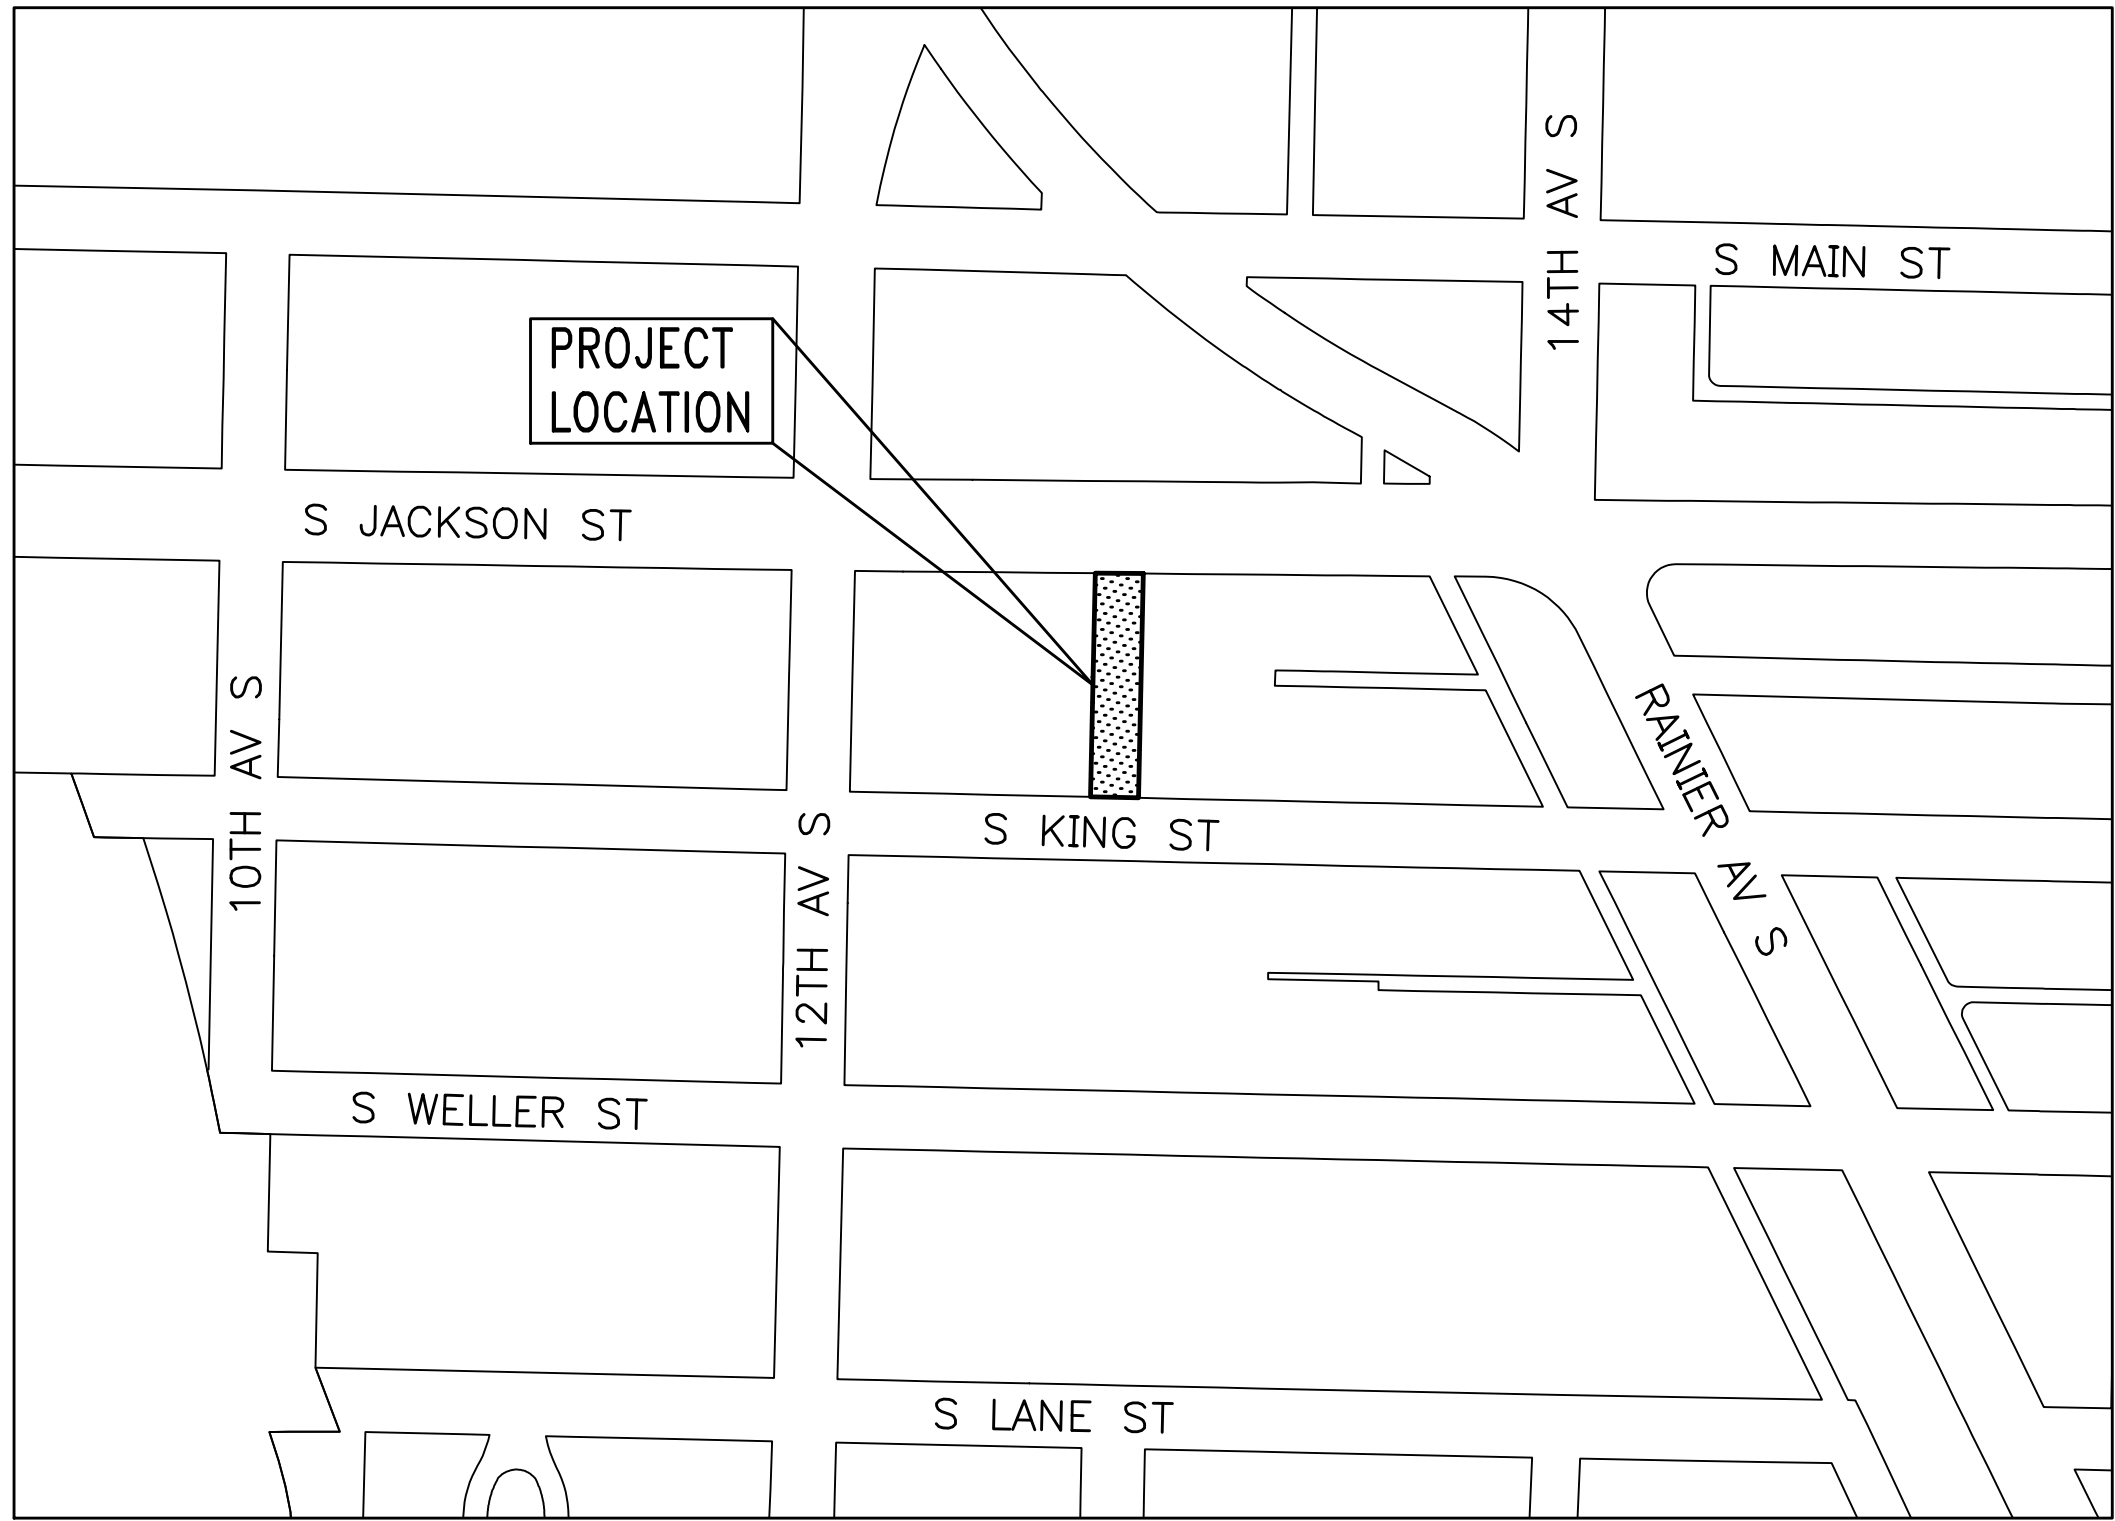 14TH AV S
S MAIN ST
PROJECT
LOCATION
S JACKSON ST
10TH AV S
RAINIER AV S
S KING ST
12TH AV S
S WELLER ST
S LANE ST